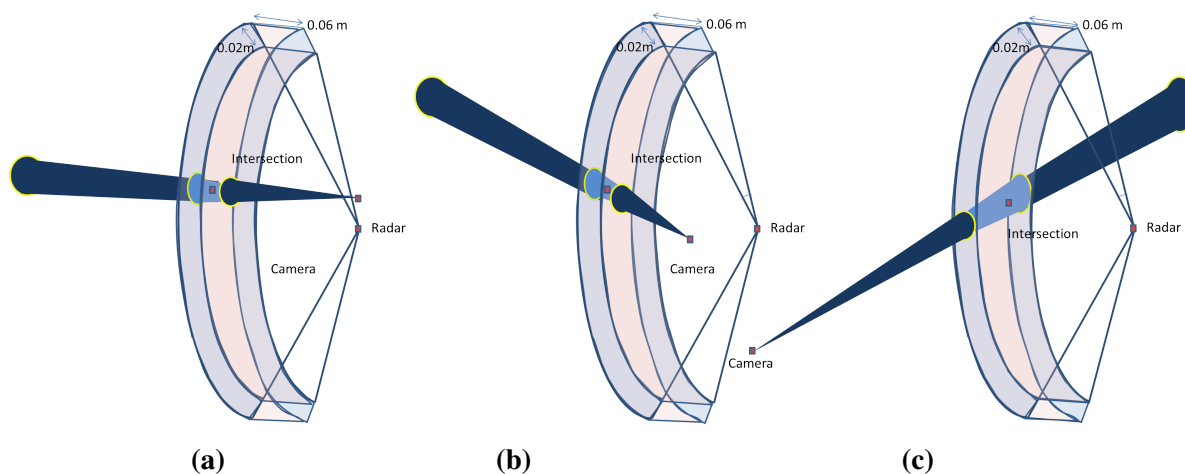 0.06 m
0.02m
Intersection
Radar
Camera
(a)
0.06 m
0.02m
Intersection
Radar
Camera
(b)
0.06 m
0.02m
Intersection
Radar
Camera
(c)